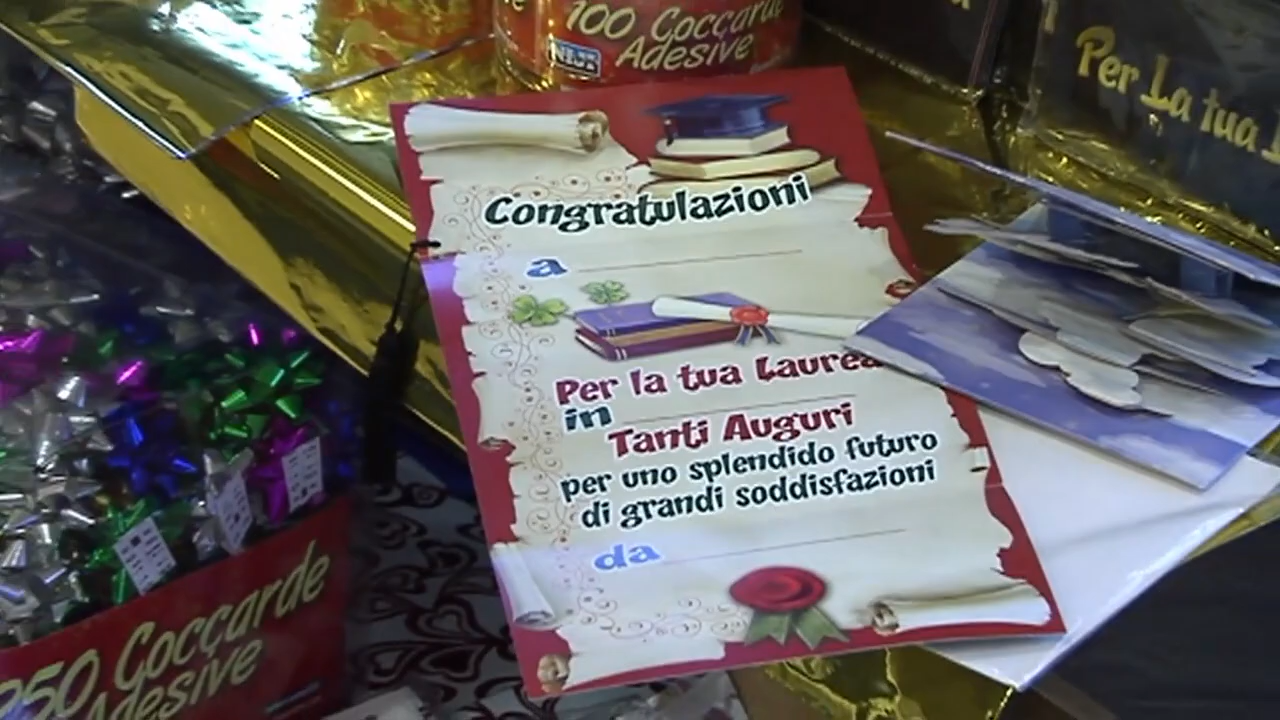 100 Coccarde
Adesive
Per La tua
Congratulazioni
a
Per la tua Laurea
in
Tanti Auguri
per uno splendido futuro
di grandi soddisfazioni
da
250 Coccarde
Adesive